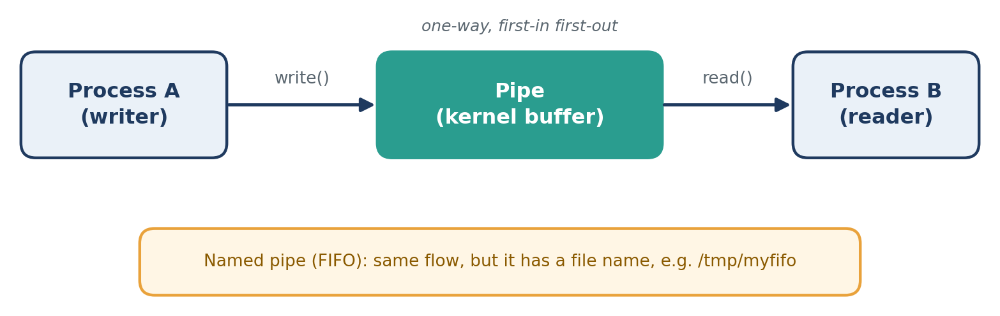 one-way, first-in first-out
Process A
(writer)
write()
Pipe
(kernel buffer)
read()
Process B
(reader)
Named pipe (FIFO): same flow, but it has a file name, e.g. /tmp/myfifo